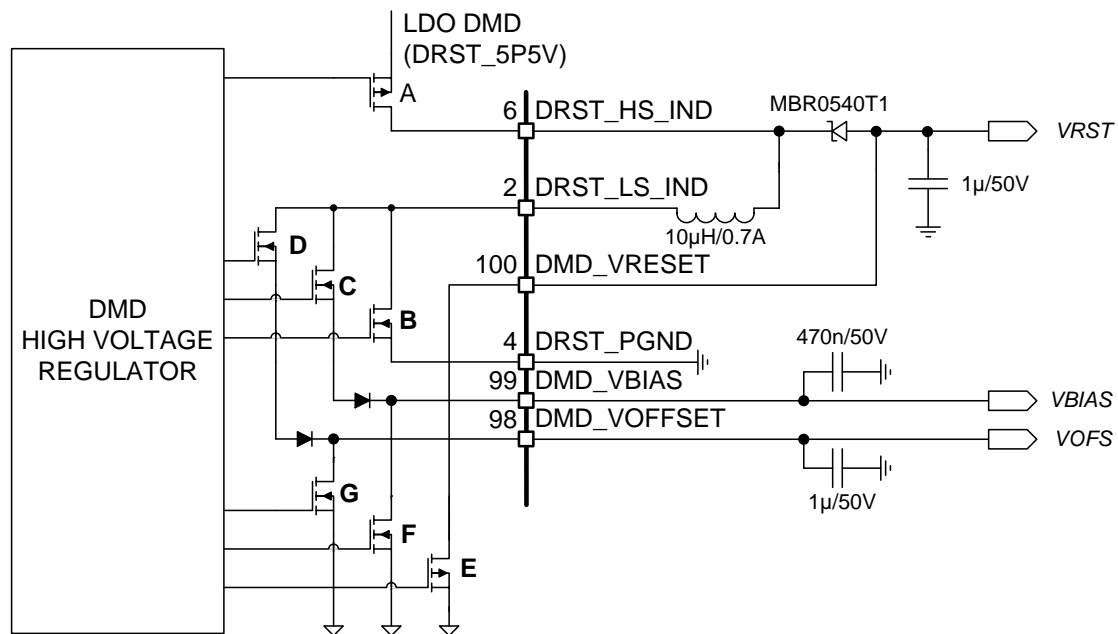 LDO DMD
(DRST_5P5V)
A
6 DRST_HS_IND
MBR0540T1
VRST
1µ/50V
2 DRST_LS_IND
10µH/0.7A
D
C
B
100 DMD_VRESET
DMD
HIGH VOLTAGE
REGULATOR
4 DRST_PGND
470n/50V
99 DMD_VBIAS
VBIAS
98 DMD_VOFFSET
VOFS
1µ/50V
G
F
E